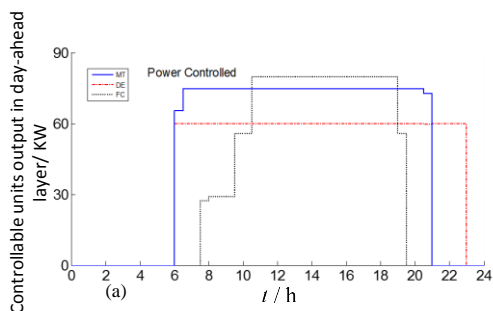 Controllable units output in day-ahead
layer/ KW
90
60
30
0
MT
DE
FC
Power Controlled
0 2 4 6 8 10 12 14 16 18 20 22 24
(a)
t / h